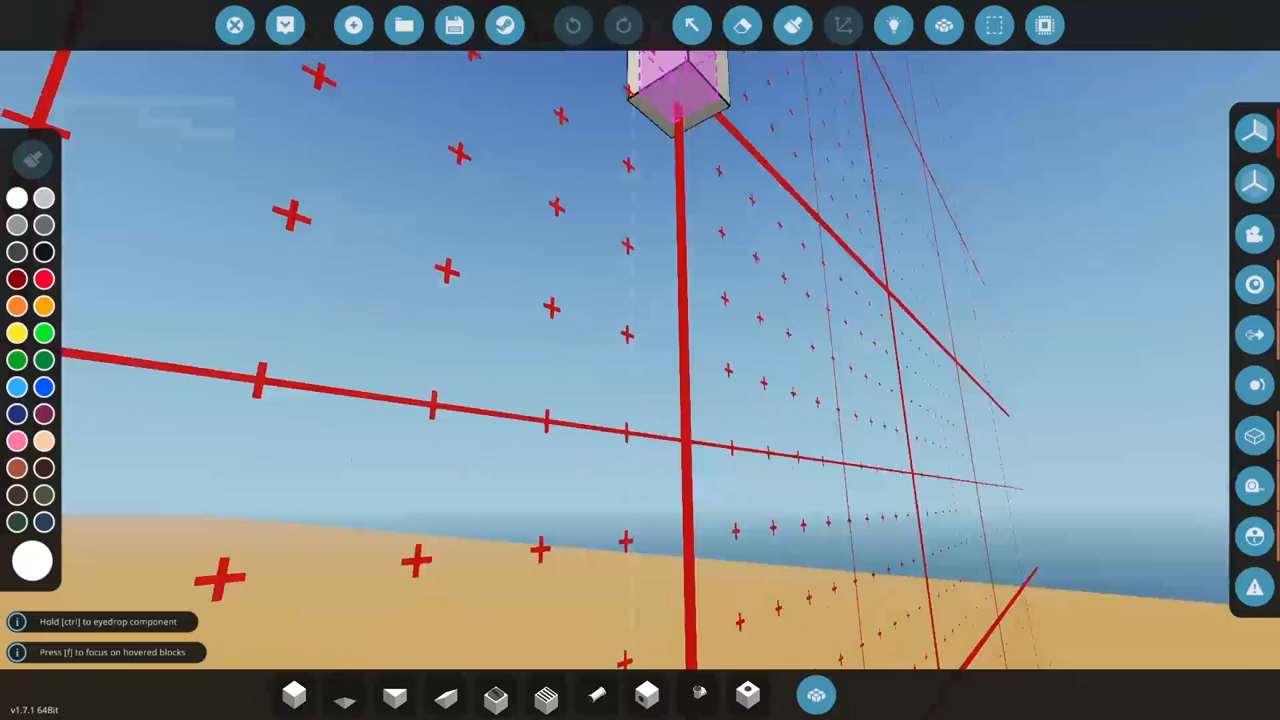 Hold [ctrl] to eyedrop component
Press [f] to focus on hovered blocks
v1.7.1 64Bit